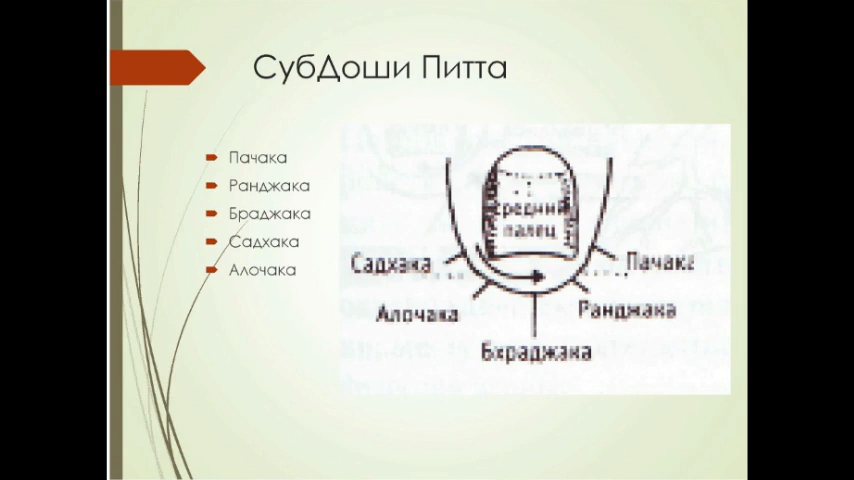 СубДоши Питта
Пачака
Ранджака
Браджака
Садхака
Алочака
средний
палец
Садхака
Пачака
Алочака
Ранджака
Бхраджака